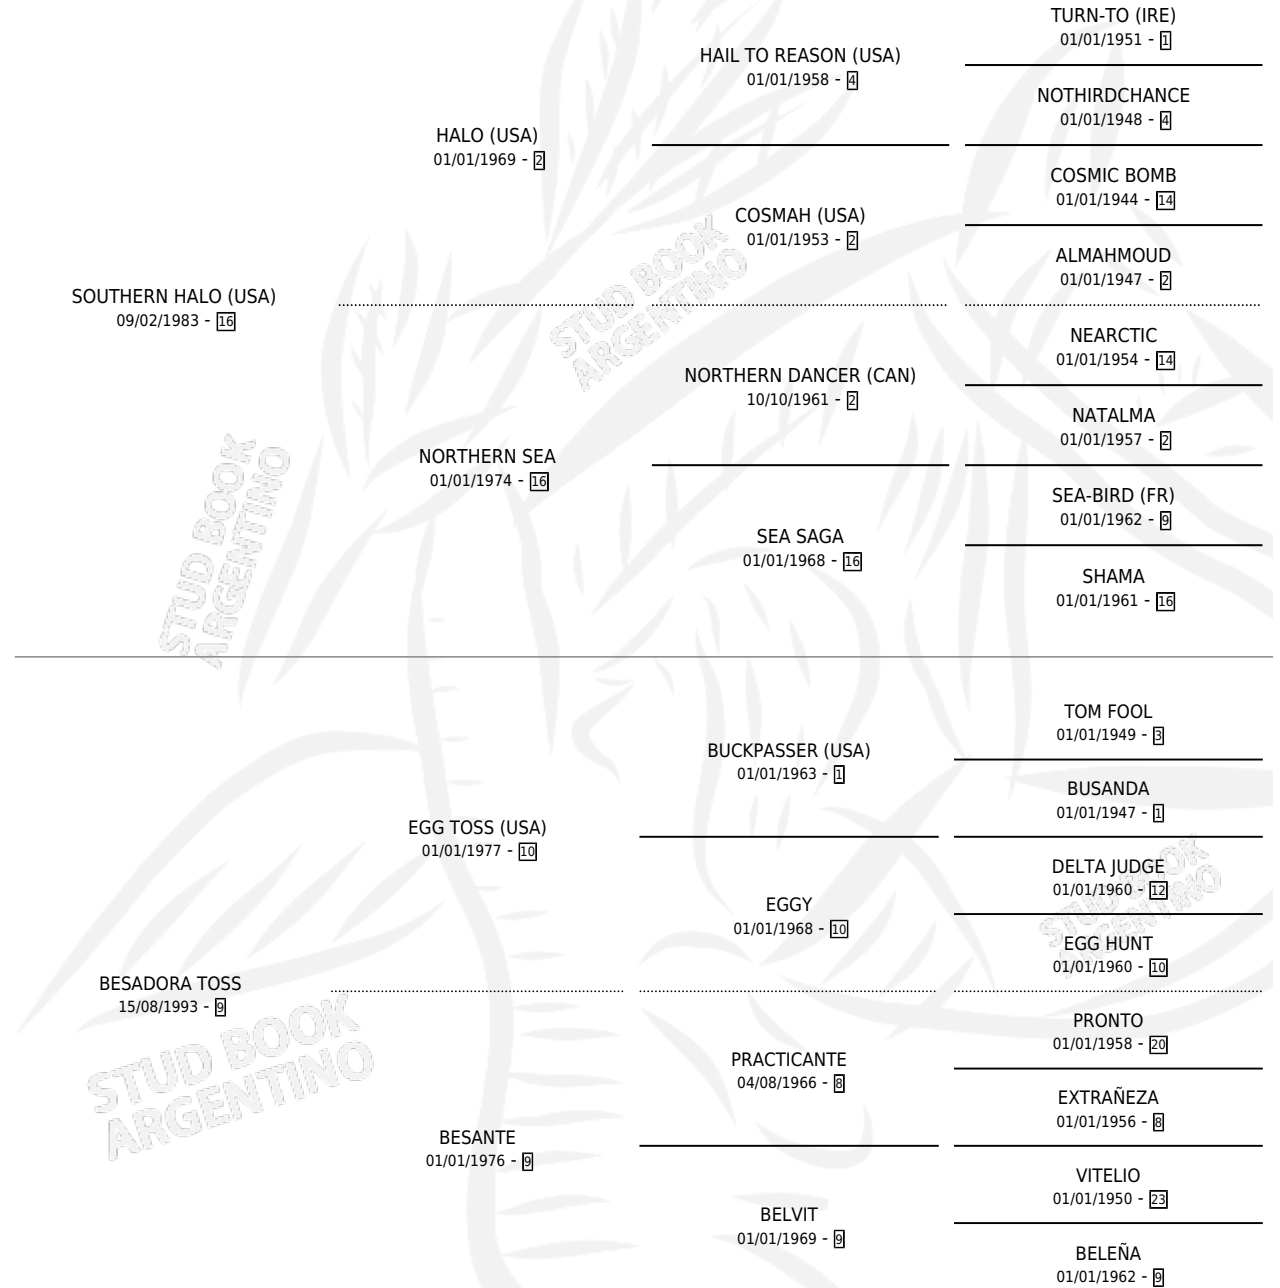 TURN-TO (IRE)
01/01/1951 - 1
HAIL TO REASON (USA)
01/01/1958 - 4
NOTHIRDCHANCE
01/01/1948 - 4
HALO (USA)
01/01/1969 - 2
COSMIC BOMB
01/01/1944 - 14
COSMAH (USA)
01/01/1953 - 2
ALMAHMOUD
01/01/1947 - 2
SOUTHERN HALO (USA)
09/02/1983 - 16
NEARCTIC
01/01/1954 - 14
NORTHERN DANCER (CAN)
10/10/1961 - 2
NATALMA
01/01/1957 - 2
NORTHERN SEA
01/01/1974 - 16
SEA-BIRD (FR)
01/01/1962 - 9
SEA SAGA
01/01/1968 - 16
SHAMA
01/01/1961 - 16
TOM FOOL
01/01/1949 - 3
BUCKPASSER (USA)
01/01/1963 - 1
BUSANDA
01/01/1947 - 1
EGG TOSS (USA)
01/01/1977 - 10
DELTA JUDGE
01/01/1960 - 12
EGGY
01/01/1968 - 10
EGG HUNT
01/01/1960 - 10
BESADORA TOSS
15/08/1993 - 9
PRONTO
01/01/1958 - 20
PRACTICANTE
04/08/1966 - 8
EXTRAÑEZA
01/01/1956 - 8
BESANTE
01/01/1976 - 9
VITELIO
01/01/1950 - 23
BELVIT
01/01/1969 - 9
BELEÑA
01/01/1962 - 9
STUD BOOK
ARGENTINO
STUD BOOK
ARGENTINO
STUD BOOK
ARGENTINO
STUD BOOK
ARGENTINO